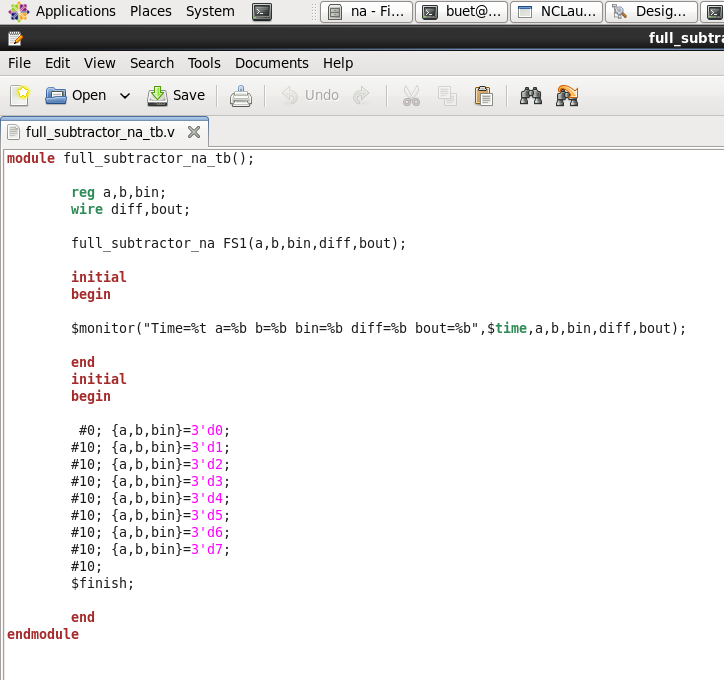 Applications Places System na - Fi... buet@... NCLau... Desig...
full_subtra
File Edit View Search Tools Documents Help
Open Save Undo
full_subtractor_na_tb.v
module full_subtractor_na_tb();
reg a,b,bin;
wire diff,bout;
full_subtractor_na FS1(a,b,bin,diff,bout);
initial
begin
$monitor("Time=%t a=%b b=%b bin=%b diff=%b bout=%b",$time,a,b,bin,diff,bout);
end
initial
begin
#0; {a,b,bin}=3'd0;
#10; {a,b,bin}=3'd1;
#10; {a,b,bin}=3'd2;
#10; {a,b,bin}=3'd3;
#10; {a,b,bin}=3'd4;
#10; {a,b,bin}=3'd5;
#10; {a,b,bin}=3'd6;
#10; {a,b,bin}=3'd7;
#10;
$finish;
end
endmodule